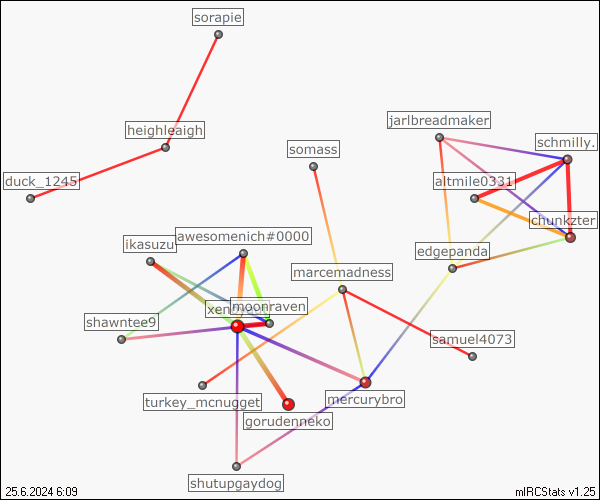 sorapie
heighleaigh
duck_1245
jarlbreadmaker
schmilly.
somass
altmile0331
chunkzter
awesomenich#0000
ikasuzu
edgepanda
marcemadness
moonraven
shawntee9
samuel4073
turkey_mcnugget
mercurybro
gorudenneko
shutupgaydog
25.6.2024 6:09
mIRCStats v1.25